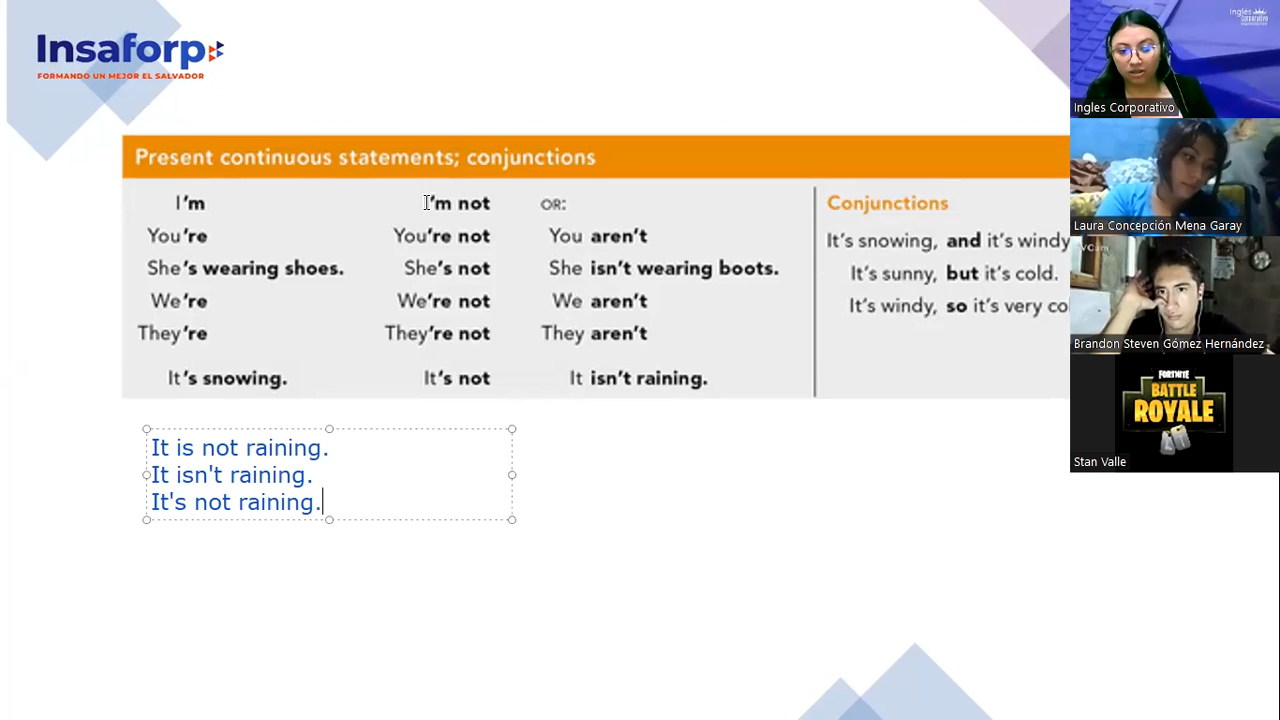 Insaforp
FORMANDO UN MEJOR EL SALVADOR
Present continuous statements; conjunctions
I'm I'm not OR:
You're You're not You aren't
She's wearing shoes. She's not She isn't wearing boots.
We're We're not We aren't
They're They're not They aren't
It's snowing. It's not It isn't raining.
Conjunctions
It's snowing, and it's windy
It's sunny, but it's cold.
It's windy, so it's very co
It is not raining.
It isn't raining.
It's not raining.
Ingles
Corporativo
Ingles Corporativo
Laura Concepción Mena Garay
VCam
Brandon Steven Gómez Hernández
FORTNITE
BATTLE
ROYALE
Stan Valle